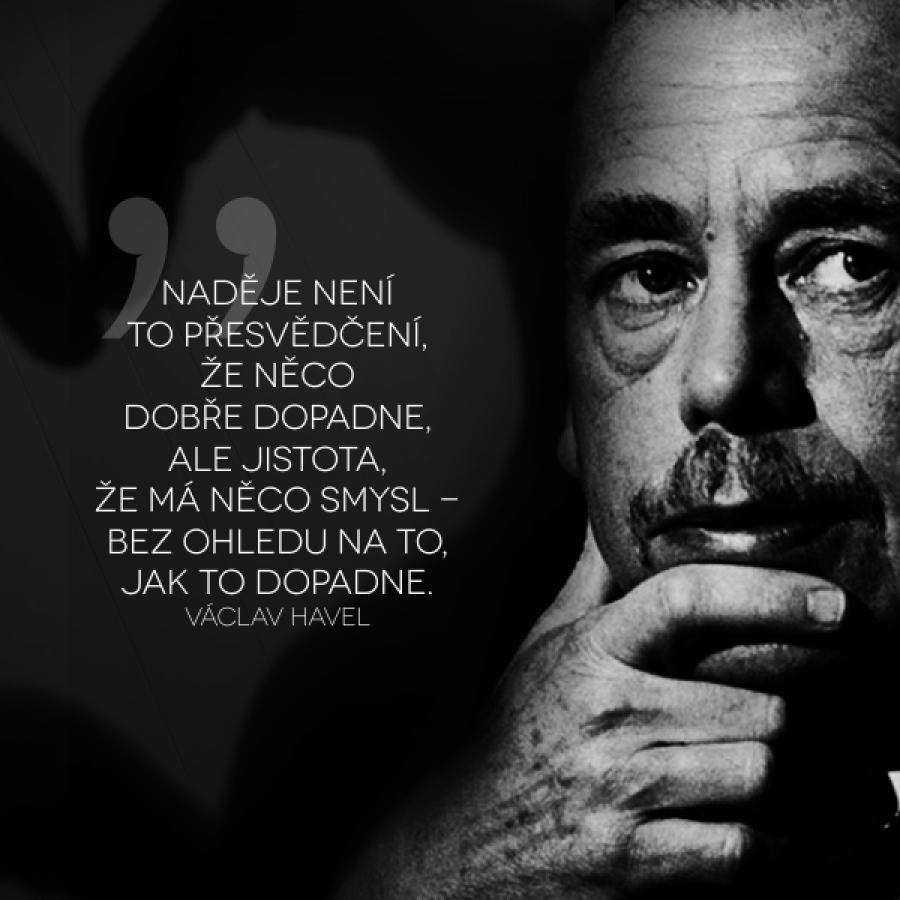 NADĚJE NENÍ
TO PŘESVĚDČENÍ,
ŽE NĚCO
DOBŘE DOPADNE,
ALE JISTOTA,
ŽE MÁ NĚCO SMYSL –
BEZ OHLEDU NA TO,
JAK TO DOPADNE.
VÁCLAV HAVEL